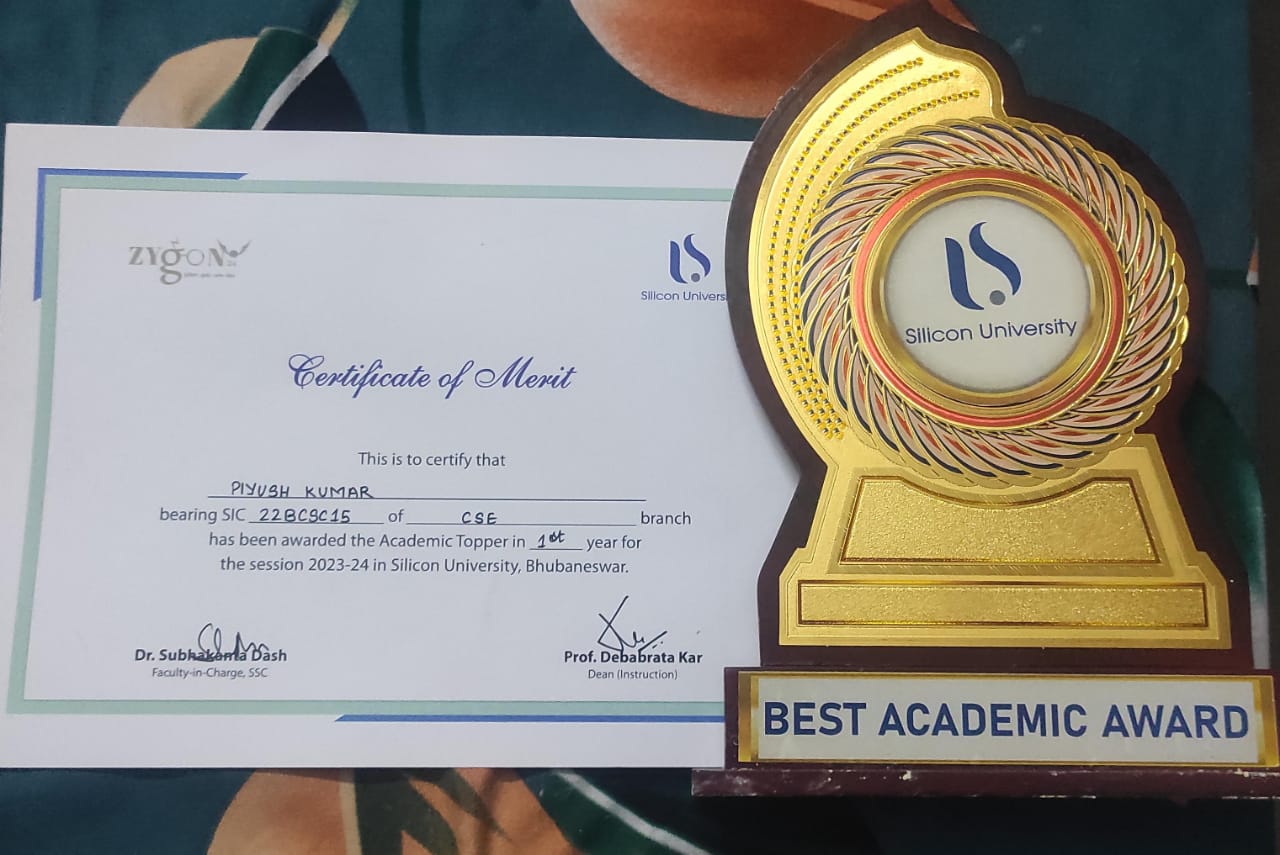 ZYGON
Silicon Univers
Certificate of Merit
This is to certify that
PIYUSH KUMAR
bearing SIC 22BCSC15 of CSE branch
has been awarded the Academic Topper in 1st year for
the session 2023-24 in Silicon University, Bhubaneswar.
Dr. Subhakanta Dash
Faculty-in-Charge, SSC
Prof. Debabrata Kar
Dean (Instruction)
Silicon University
BEST ACADEMIC AWARD